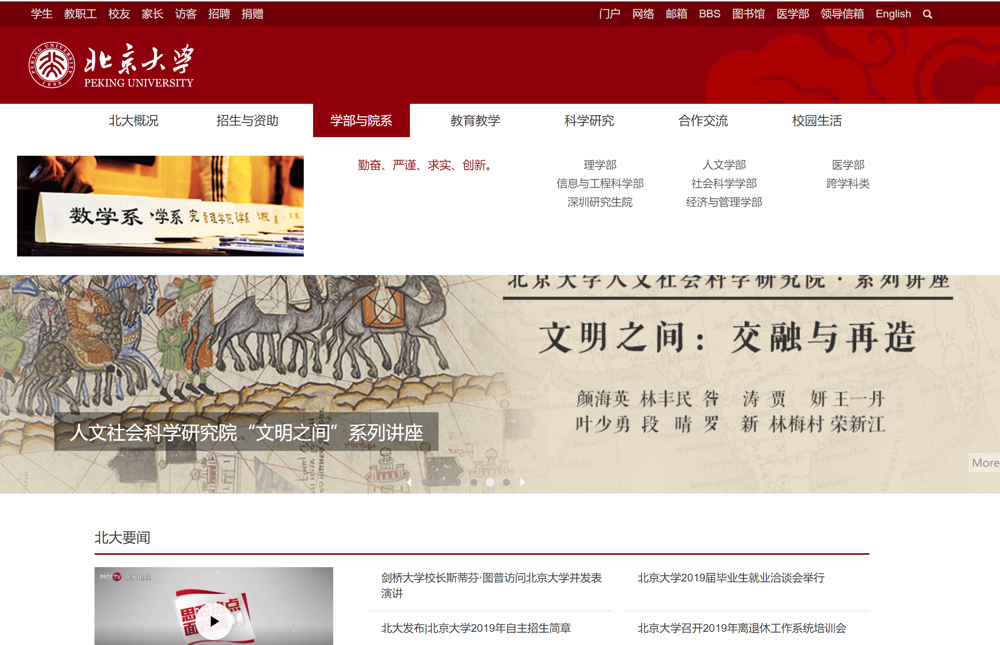 学生 教职工 校友 家长 访客 招聘 捐赠 门户 网络 邮箱 BBS 图书馆 医学部 领导信箱 English
PEKING UNIVERSITY
1898
北京大学
PEKING UNIVERSITY
北大概况 招生与资助 学部与院系 教育教学 科学研究 合作交流 校园生活
勤奋、严谨、求实、创新。
理学部 人文学部 医学部
信息与工程科学部 社会科学学部 跨学科类
深圳研究生院 经济与管理学部
数学系 学系 完 管理学院 学系
北京大学人文社会科学研究院·系列讲座
文明之间：交融与再造
颜海英 林丰民 昝 涛 贾 妍 王一丹
叶少勇 段 晴 罗 新 林梅村 荣新江
人文社会科学研究院“文明之间”系列讲座
More
北大要闻
PKU TV 北大电视
思政热点
面对面
剑桥大学校长斯蒂芬·图普访问北京大学并发表
演讲
北京大学2019届毕业生就业洽谈会举行
北大发布|北京大学2019年自主招生简章
北京大学召开2019年离退休工作系统培训会